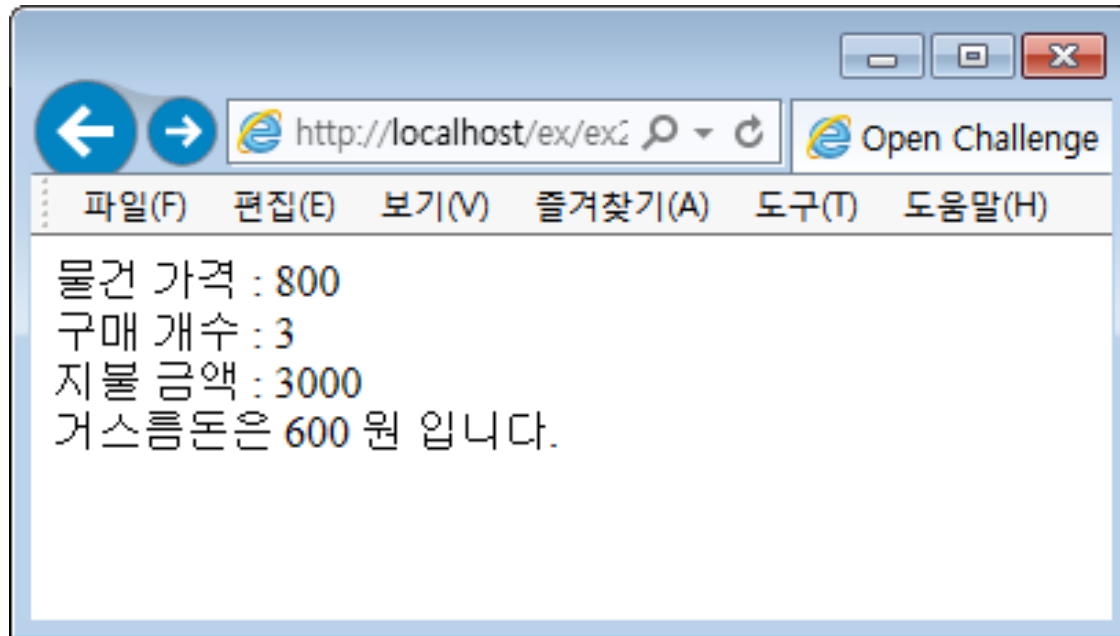 http://localhost/ex/ex2
Open Challenge
파일(F) 편집(E) 보기(V) 즐겨찾기(A) 도구(T) 도움말(H)
물건 가격 : 800
구매 개수 : 3
지불 금액 : 3000
거스름돈은 600 원 입니다.